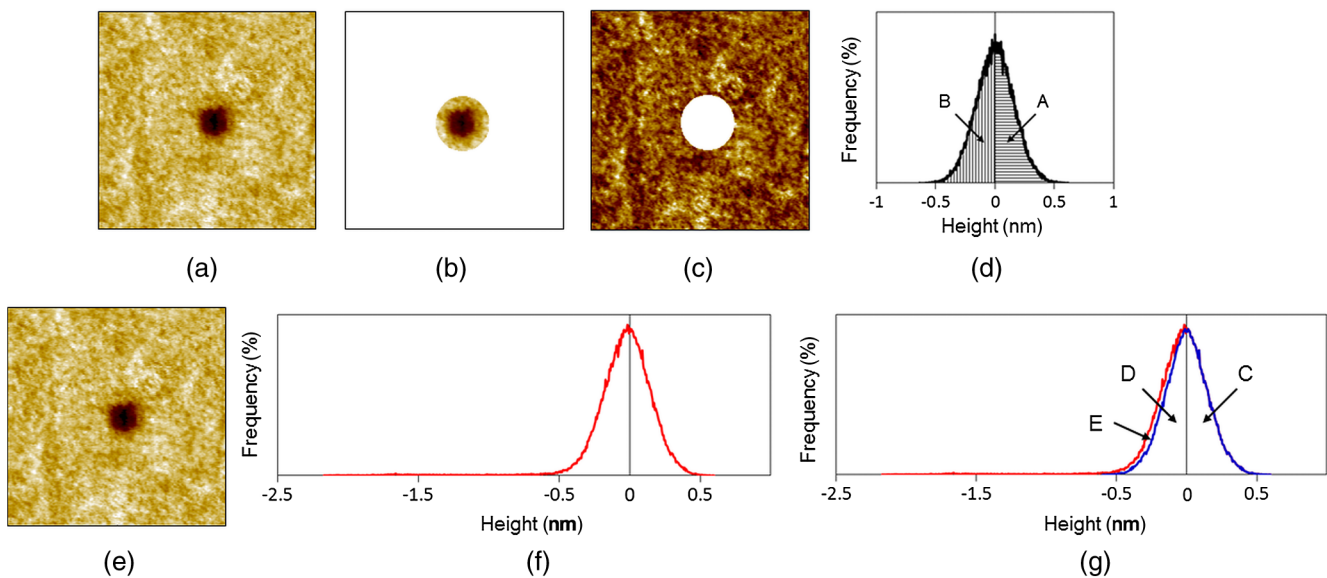 Frequency (%)
B
A
-1
-0.5
0
0.5
1
Height (nm)
(a)
(b)
(c)
(d)
Frequency (%)
-2.5
-1.5
-0.5
0
0.5
Height (nm)
Frequency (%)
D
C
E
-2.5
-1.5
-0.5
0
0.5
Height (nm)
(e)
(f)
(g)